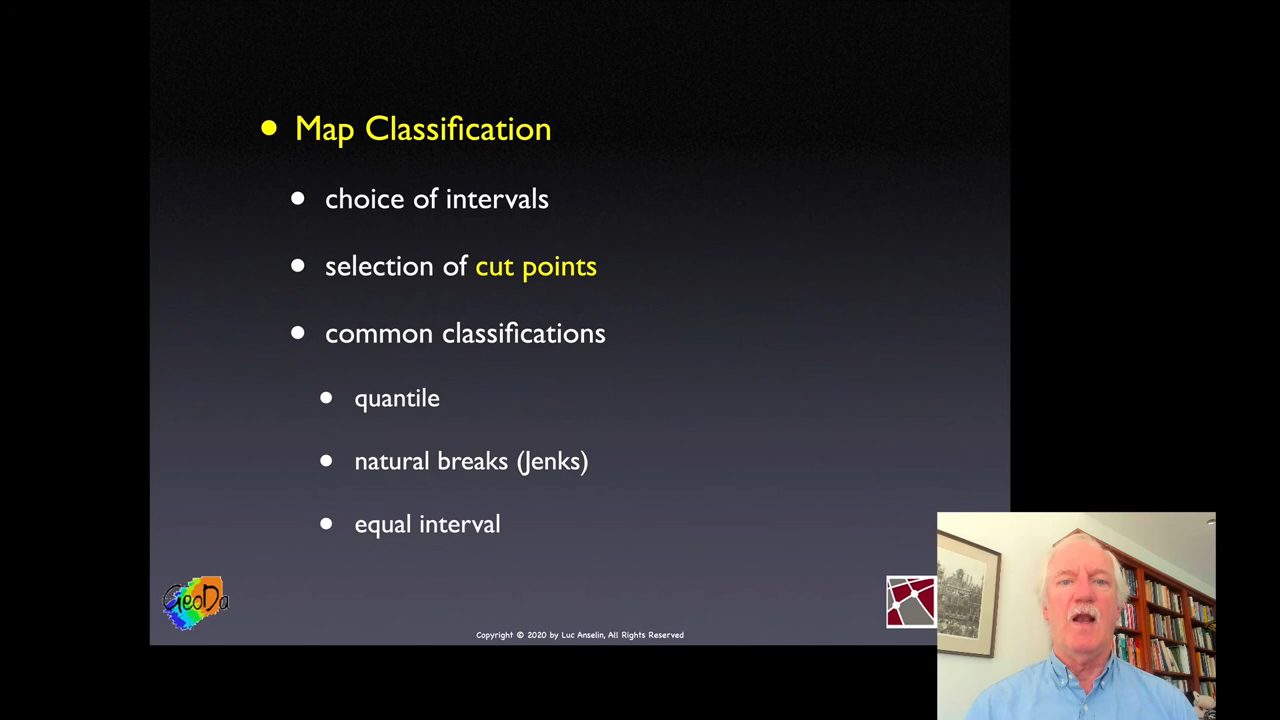 Map Classification
choice of intervals
selection of cut points
common classifications
quantile
natural breaks (Jenks)
equal interval
GeoDa
Copyright © 2020 by Luc Anselin, All Rights Reserved